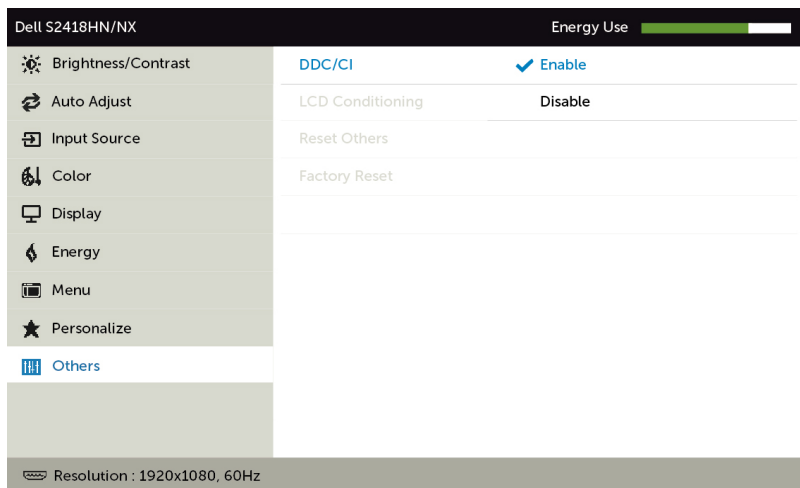 Dell S2418HN/NX Energy Use
Brightness/Contrast DDC/CI Enable
Auto Adjust LCD Conditioning Disable
Input Source Reset Others
Color Factory Reset
Display
Energy
Menu
Personalize
Others
Resolution : 1920x1080, 60Hz